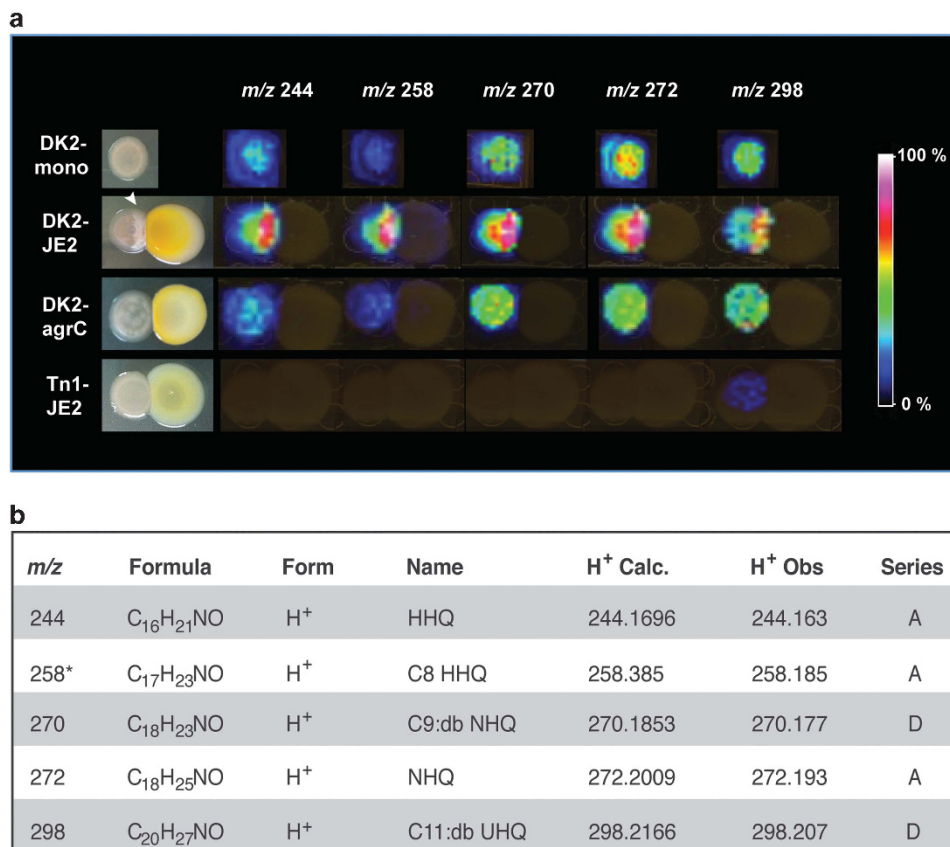 a
m/z 244 m/z 258 m/z 270 m/z 272 m/z 298
DK2-
mono
100 %
DK2-
JE2
DK2-
agrC
Tn1-
JE2
0 %
b
m/z Formula Form Name H⁺ Calc. H⁺ Obs Series
244 C₁₆H₂₁NO H⁺ HHQ 244.1696 244.163 A
258* C₁₇H₂₃NO H⁺ C8 HHQ 258.385 258.185 A
270 C₁₈H₂₃NO H⁺ C9:db NHQ 270.1853 270.177 D
272 C₁₈H₂₅NO H⁺ NHQ 272.2009 272.193 A
298 C₂₀H₂₇NO H⁺ C11:db UHQ 298.2166 298.207 D